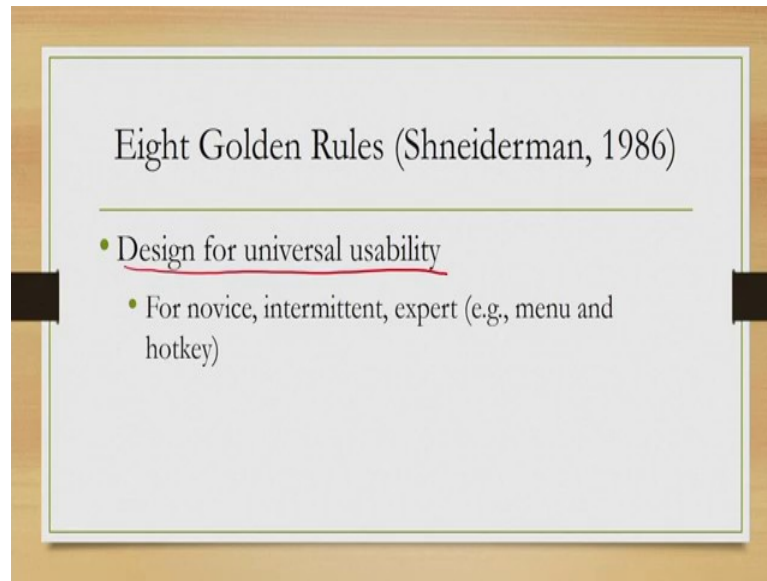 Eight Golden Rules (Shneiderman, 1986)
• Design for universal usability
• For novice, intermittent, expert (e.g., menu and
hotkey)